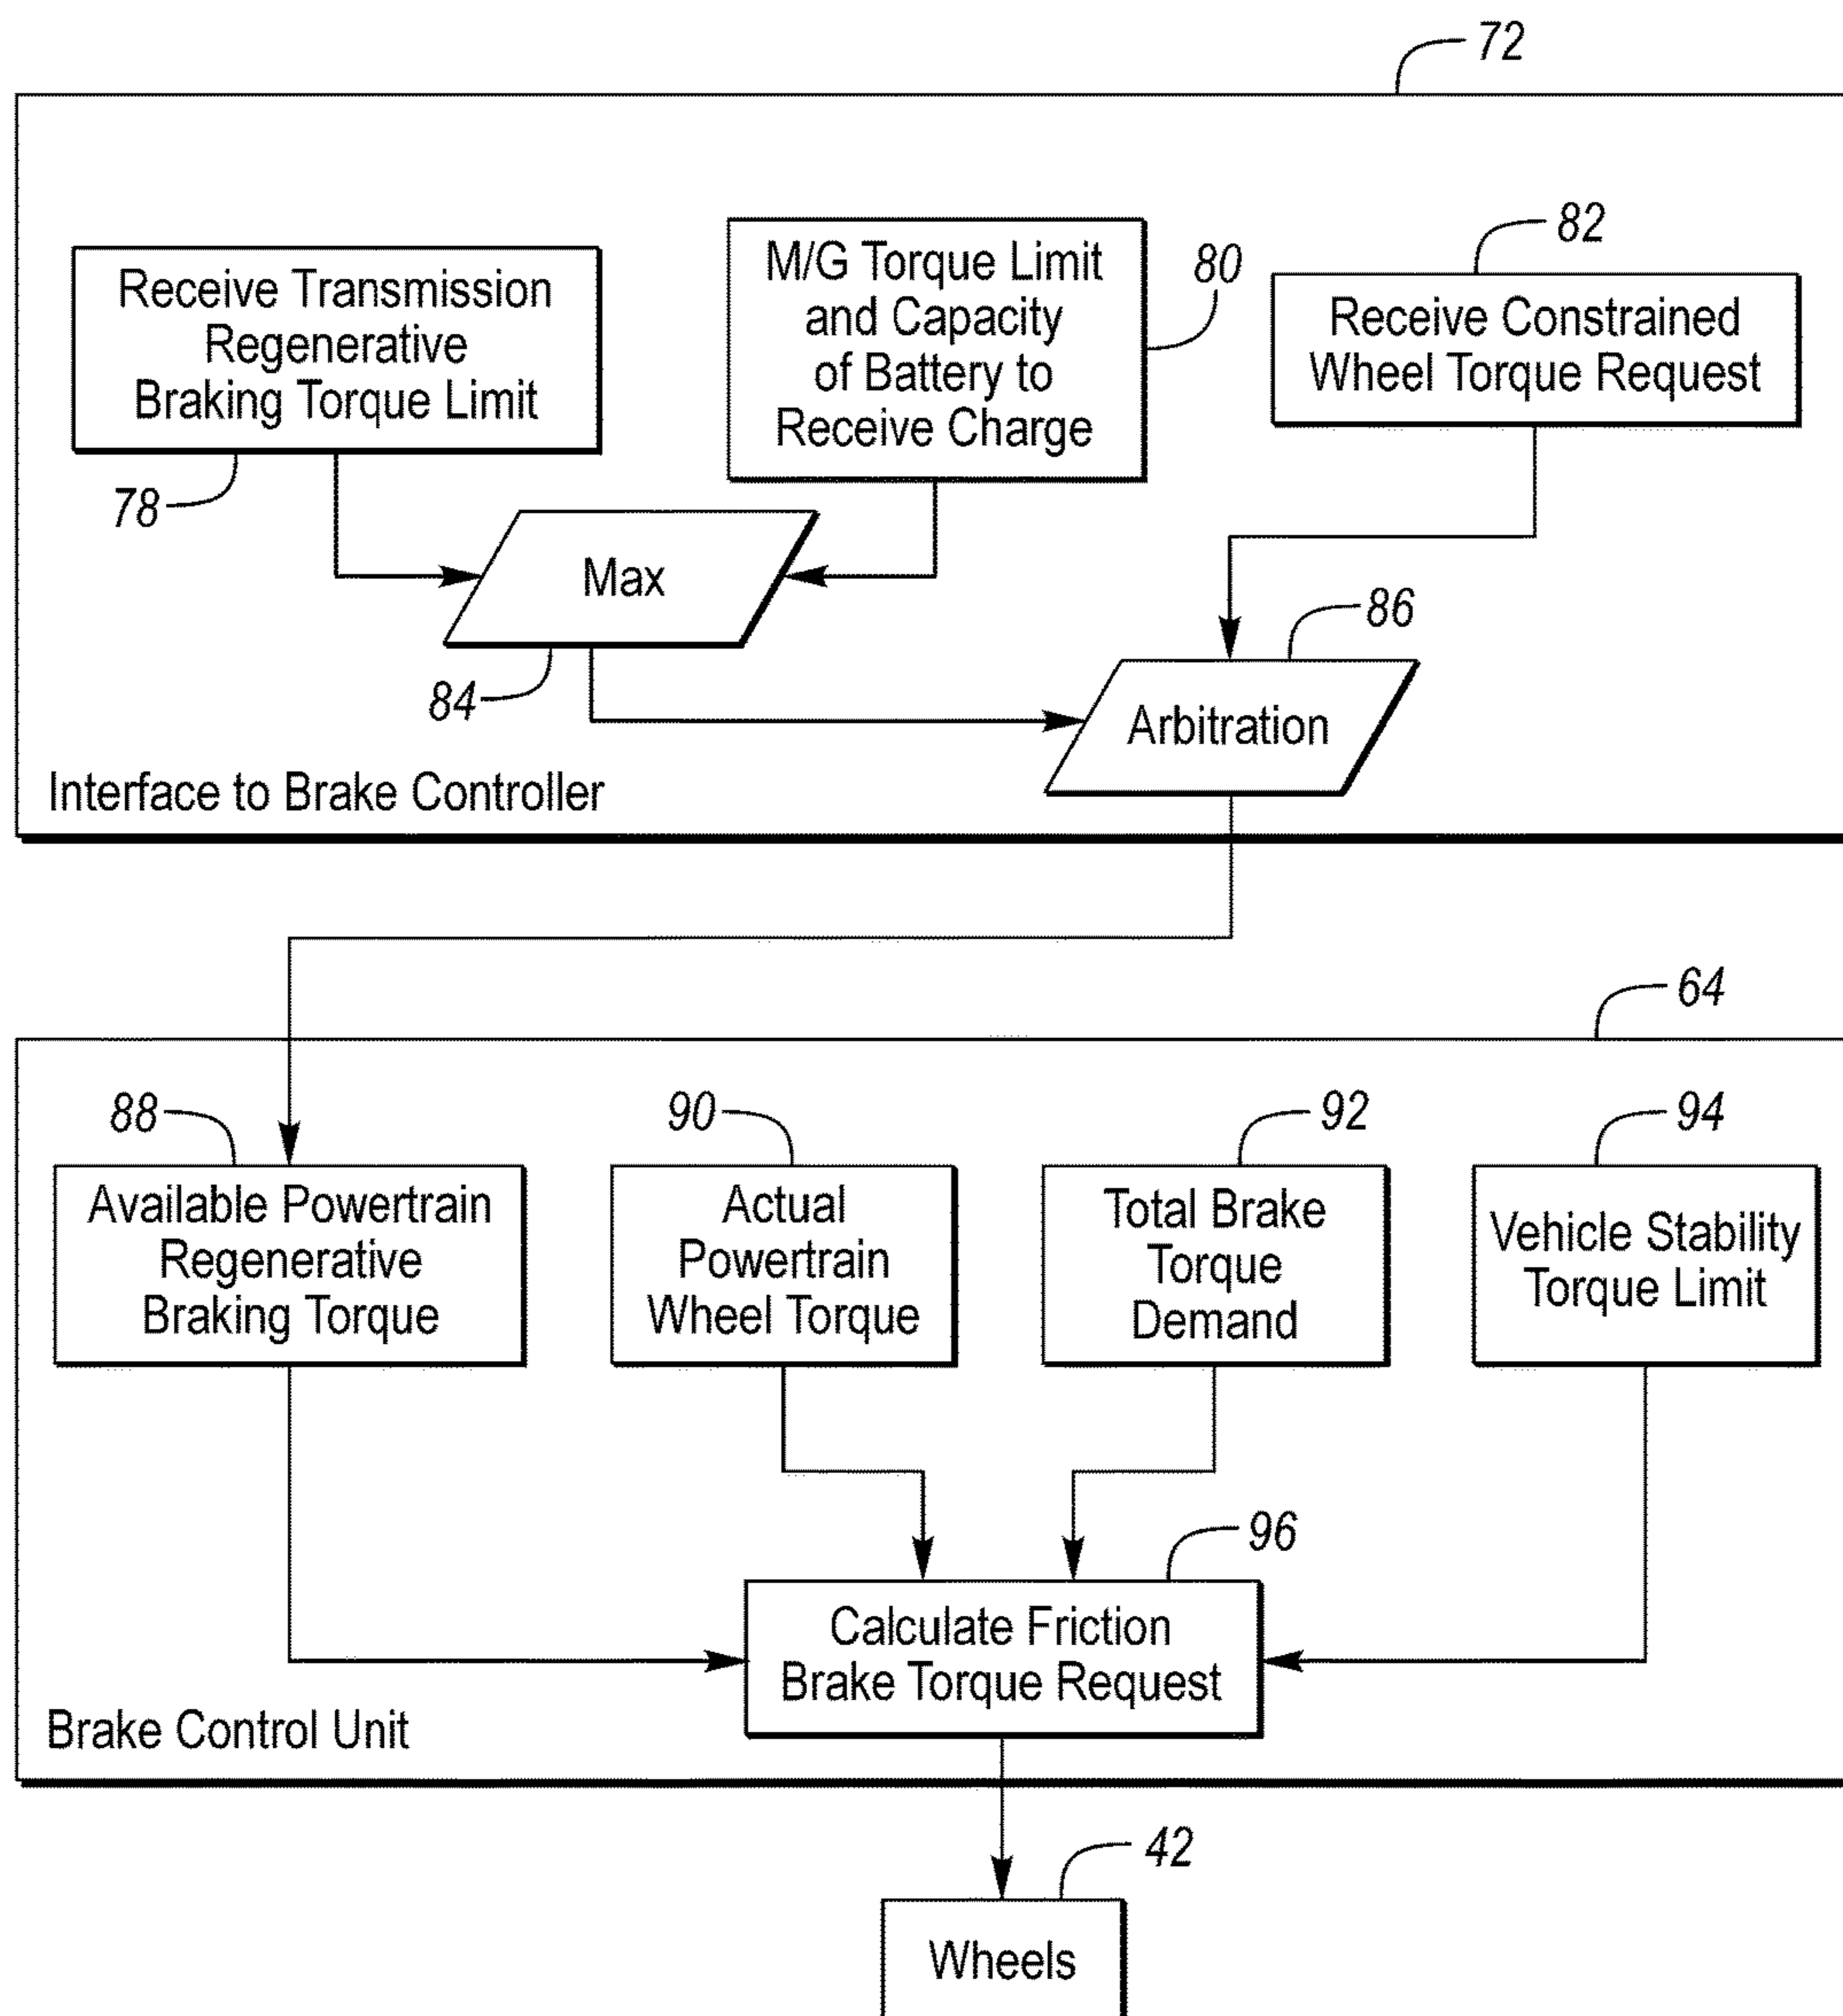 72
Receive Transmission
Regenerative
Braking Torque Limit
78
M/G Torque Limit
and Capacity
of Battery to
Receive Charge
80
82
Receive Constrained
Wheel Torque Request
Max
84
86
Arbitration
Interface to Brake Controller
64
88
Available Powertrain
Regenerative
Braking Torque
90
Actual
Powertrain
Wheel Torque
92
Total Brake
Torque
Demand
94
Vehicle Stability
Torque Limit
96
Calculate Friction
Brake Torque Request
Brake Control Unit
42
Wheels